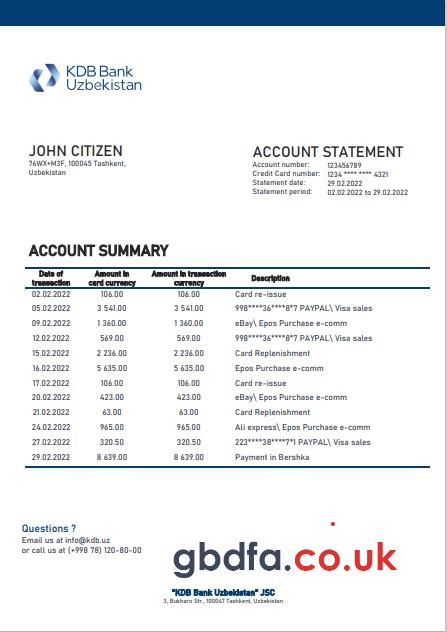 KDB Bank
Uzbekistan
JOHN CITIZEN
76WX+M3F, 100045 Tashkent,
Uzbekistan
ACCOUNT STATEMENT
Account number: 123456789
Credit Card number: 1234 **** **** 4321
Statement date: 29.02.2022
Statement period: 02.02.2022 to 29.02.2022
ACCOUNT SUMMARY
Date of transaction Amount in card currency Amount in transaction currency Description
02.02.2022 106.00 106.00 Card re-issue
05.02.2022 3 541.00 3 541.00 998****36****8*7 PAYPAL\ Visa sales
09.02.2022 1 360.00 1 360.00 eBay\ Epos Purchase e-comm
12.02.2022 569.00 569.00 998****36****8*7 PAYPAL\ Visa sales
15.02.2022 2 236.00 2 236.00 Card Replenishment
16.02.2022 5 635.00 5 635.00 Epos Purchase e-comm
17.02.2022 106.00 106.00 Card re-issue
20.02.2022 423.00 423.00 eBay\ Epos Purchase e-comm
21.02.2022 63.00 63.00 Card Replenishment
24.02.2022 965.00 965.00 Ali express\ Epos Purchase e-comm
27.02.2022 320.50 320.50 223****38****7*1 PAYPAL\ Visa sales
29.02.2022 8 639.00 8 639.00 Payment in Bershka
Questions ?
Email us at info@kdb.uz
or call us at (+998 78) 120-80-00
gbdfa.co.uk
"KDB Bank Uzbekistan" JSC
3, Bukharo Str., 100047 Tashkent, Uzbekistan